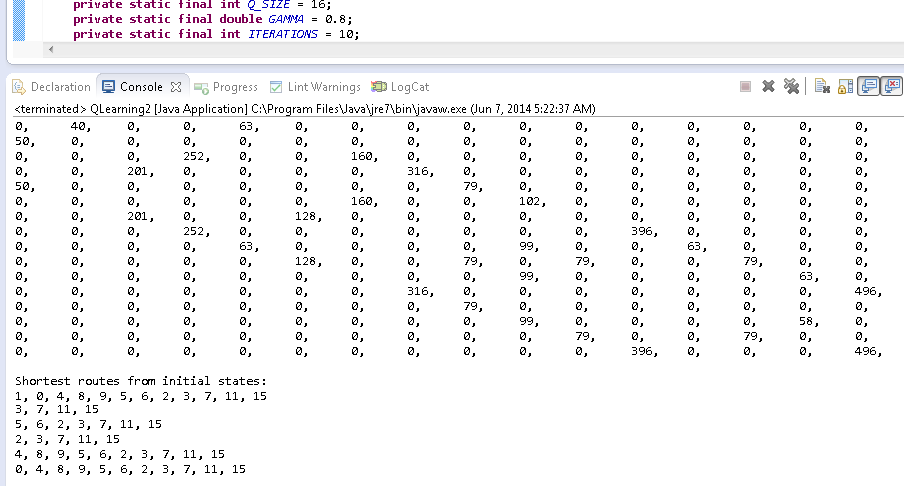 private static final int Q_SIZE = 16;
private static final double GAMMA = 0.8;
private static final int ITERATIONS = 10;
Declaration Console Progress Lint Warnings LogCat
<terminated> QLearning2 [Java Application] C:\Program Files\Java\jre7\bin\javaw.exe (Jun 7, 2014 5:22:37 AM)
0, 40, 0, 0, 63, 0, 0, 0, 0, 0, 0, 0, 0, 0, 0, 0,
50, 0, 0, 0, 0, 0, 0, 0, 0, 0, 0, 0, 0, 0, 0, 0,
0, 0, 0, 252, 0, 0, 160, 0, 0, 0, 0, 0, 0, 0, 0, 0,
0, 0, 201, 0, 0, 0, 0, 316, 0, 0, 0, 0, 0, 0, 0, 0,
50, 0, 0, 0, 0, 0, 0, 0, 79, 0, 0, 0, 0, 0, 0, 0,
0, 0, 0, 0, 0, 0, 160, 0, 0, 102, 0, 0, 0, 0, 0, 0,
0, 0, 201, 0, 0, 128, 0, 0, 0, 0, 0, 0, 0, 0, 0, 0,
0, 0, 0, 252, 0, 0, 0, 0, 0, 0, 0, 396, 0, 0, 0, 0,
0, 0, 0, 0, 63, 0, 0, 0, 0, 99, 0, 0, 63, 0, 0, 0,
0, 0, 0, 0, 0, 128, 0, 0, 79, 0, 79, 0, 0, 79, 0, 0,
0, 0, 0, 0, 0, 0, 0, 0, 0, 99, 0, 0, 0, 0, 63, 0,
0, 0, 0, 0, 0, 0, 0, 316, 0, 0, 0, 0, 0, 0, 0, 496,
0, 0, 0, 0, 0, 0, 0, 0, 79, 0, 0, 0, 0, 0, 0, 0,
0, 0, 0, 0, 0, 0, 0, 0, 0, 99, 0, 0, 0, 0, 58, 0,
0, 0, 0, 0, 0, 0, 0, 0, 0, 0, 79, 0, 0, 79, 0, 0,
0, 0, 0, 0, 0, 0, 0, 0, 0, 0, 0, 396, 0, 0, 0, 496,
Shortest routes from initial states:
1, 0, 4, 8, 9, 5, 6, 2, 3, 7, 11, 15
3, 7, 11, 15
5, 6, 2, 3, 7, 11, 15
2, 3, 7, 11, 15
4, 8, 9, 5, 6, 2, 3, 7, 11, 15
0, 4, 8, 9, 5, 6, 2, 3, 7, 11, 15